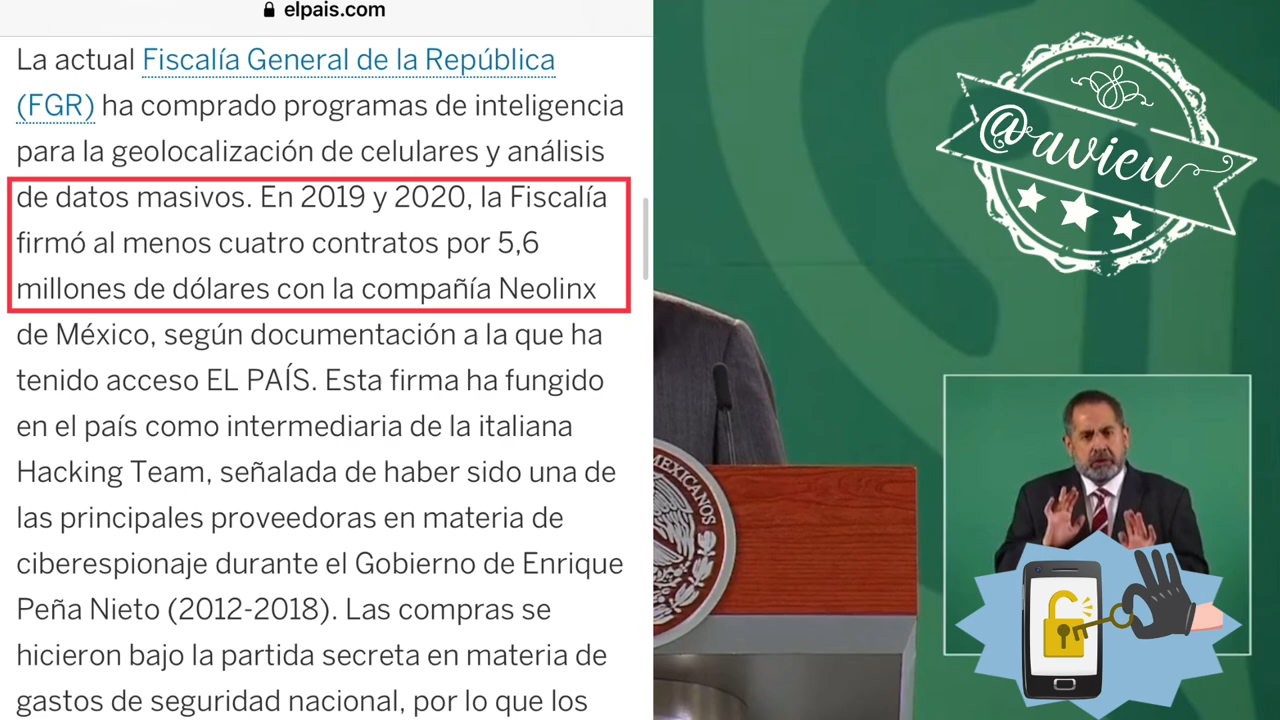 elpais.com
La actual Fiscalía General de la República
(FGR) ha comprado programas de inteligencia
para la geolocalización de celulares y análisis
de datos masivos. En 2019 y 2020, la Fiscalía
firmó al menos cuatro contratos por 5,6
millones de dólares con la compañía Neolinx
de México, según documentación a la que ha
tenido acceso EL PAÍS. Esta firma ha fungido
en el país como intermediaria de la italiana
Hacking Team, señalada de haber sido una de
las principales proveedoras en materia de
ciberespionaje durante el Gobierno de Enrique
Peña Nieto (2012-2018). Las compras se
hicieron bajo la partida secreta en materia de
gastos de seguridad nacional, por lo que los
@avieu
MEXICANOS